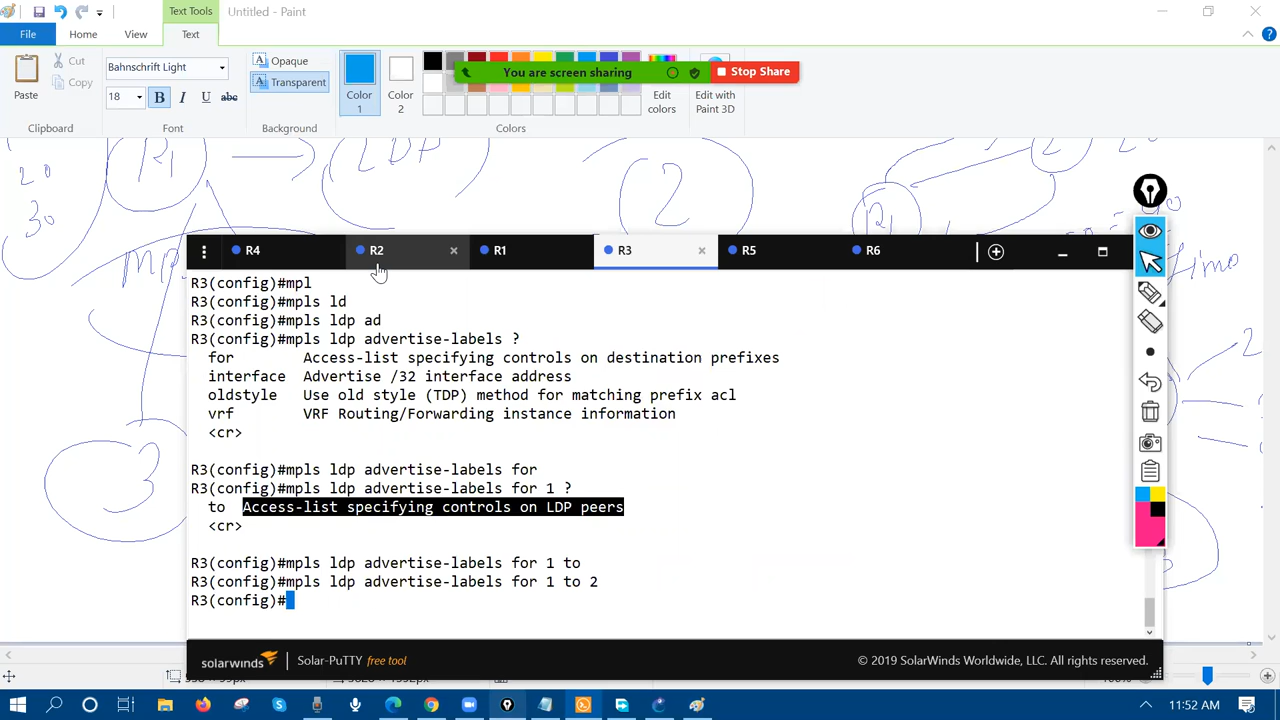 Untitled - Paint
Text Tools
File
Home
View
Text
Paste
Cut
Copy
Clipboard
Bahnschrift Light
18
B
I
U
abc
Font
Opaque
Transparent
Background
Color
1
Color
2
Colors
Edit
colors
Edit with
Paint 3D
You are screen sharing
Stop Share
R1
LDP
2
20
30
3
R4
R2
R1
R3
R5
R6
R3(config)#mpl
R3(config)#mpls ld
R3(config)#mpls ldp ad
R3(config)#mpls ldp advertise-labels ?
for Access-list specifying controls on destination prefixes
interface Advertise /32 interface address
oldstyle Use old style (TDP) method for matching prefix acl
vrf VRF Routing/Forwarding instance information
<cr>
R3(config)#mpls ldp advertise-labels for
R3(config)#mpls ldp advertise-labels for 1 ?
to Access-list specifying controls on LDP peers
<cr>
R3(config)#mpls ldp advertise-labels for 1 to
R3(config)#mpls ldp advertise-labels for 1 to 2
R3(config)#
solarwinds
Solar-PuTTY free tool
© 2019 SolarWinds Worldwide, LLC. All rights reserved.
11:52 AM